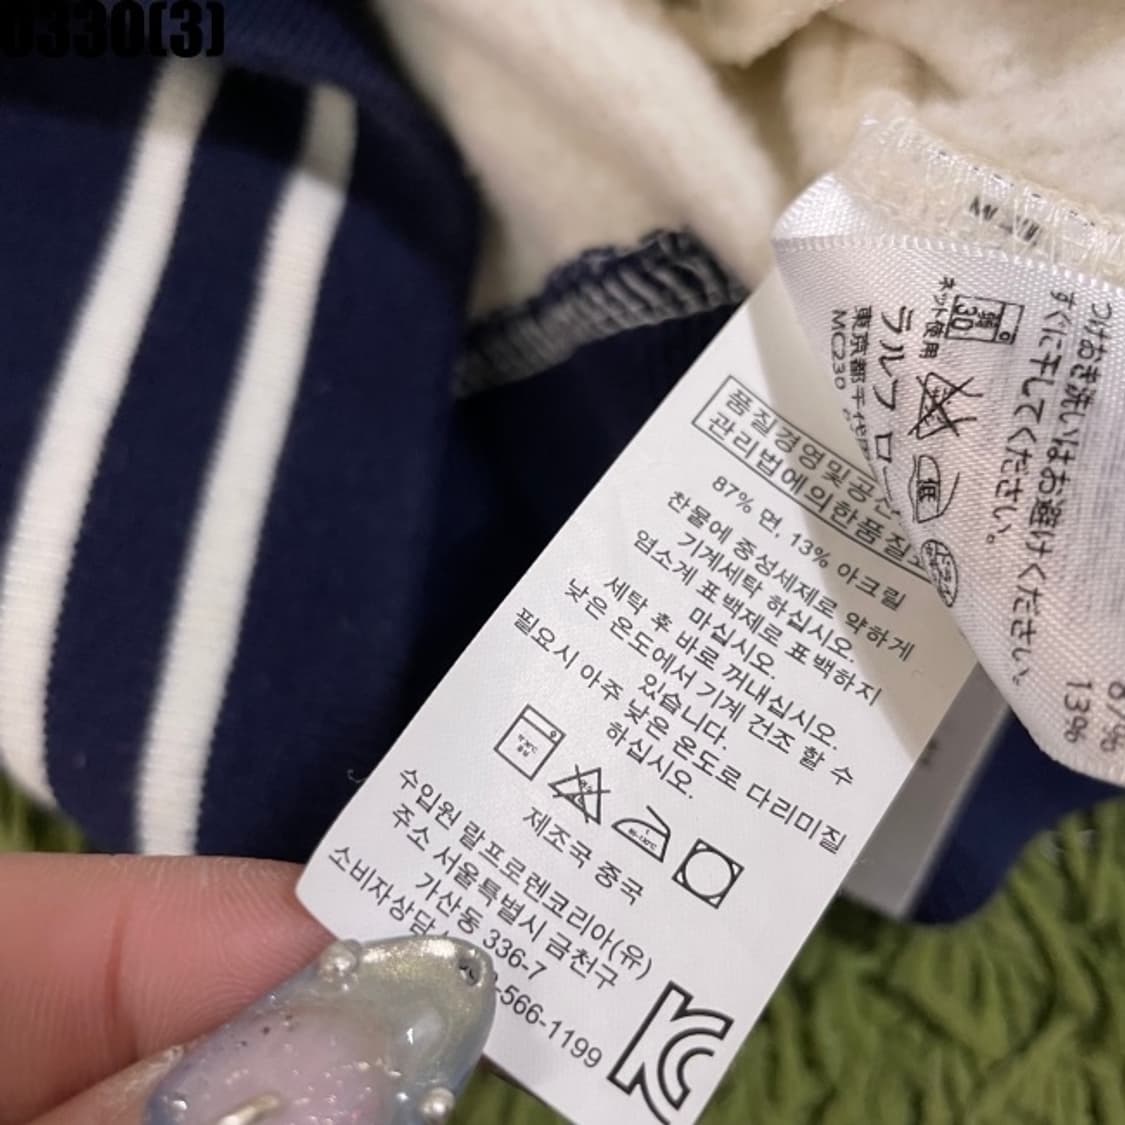 0330(3)
품질경영및공산
관리법에의한품질
87% 면, 13% 아크릴
찬물에 중성세제로 약하게
기계세탁 하십시오.
염소계 표백제로 표백하지
마십시오.
세탁 후 바로 꺼내십시오.
낮은 온도에서 기계 건조 할 수
있습니다.
필요시 아주 낮은 온도로 다리미질
하십시오.
제조국 중국
수입원 랄프로렌코리아(유)
주소 서울특별시 금천구
가산동 336-7
소비자상담
-566-1199
つけおき洗いはお避けください、
すぐに干してください。
30
ネット使用
低
ラルフ ロー
東京都千代田
MC230
87%
13%